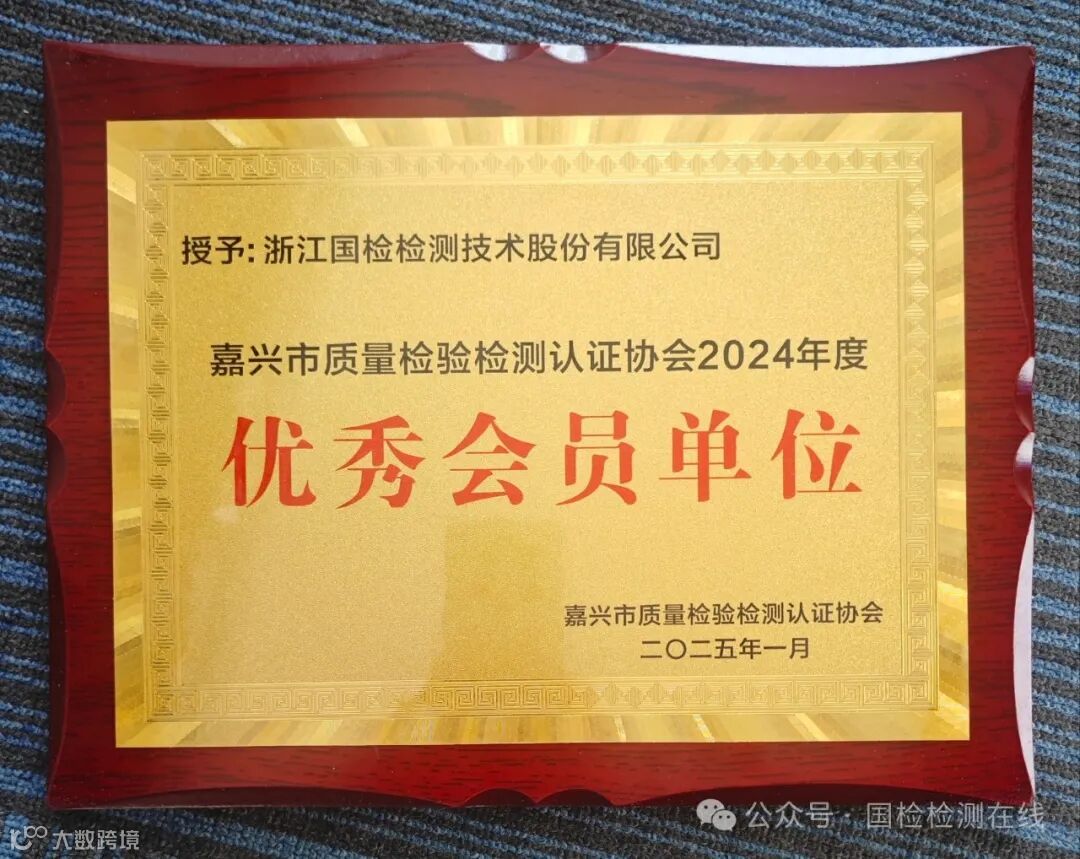 授予: 浙江国检检测技术股份有限公司
嘉兴市质量检验检测认证协会2024年度
优秀会员单位
嘉兴市质量检验检测认证协会
二〇二五年一月
公众号 · 国检检测在线
大数跨境